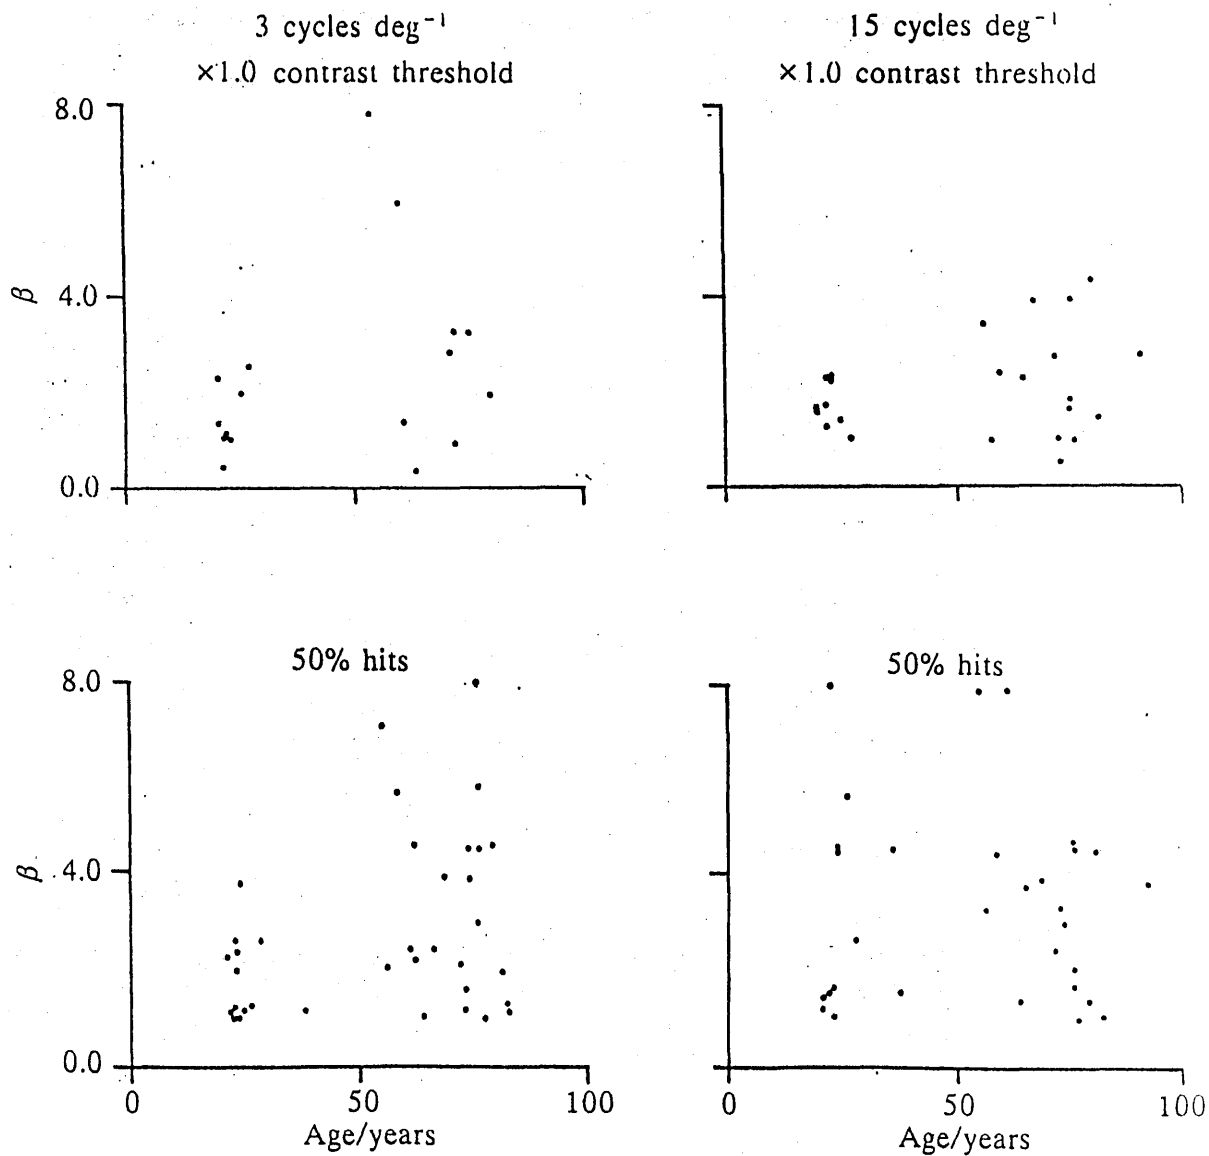 3 cycles deg⁻¹
×1.0 contrast threshold
15 cycles deg⁻¹
×1.0 contrast threshold
8.0
β
4.0
0.0
50% hits
50% hits
8.0
β
4.0
0.0
0
50
100
0
50
100
Age/years
Age/years